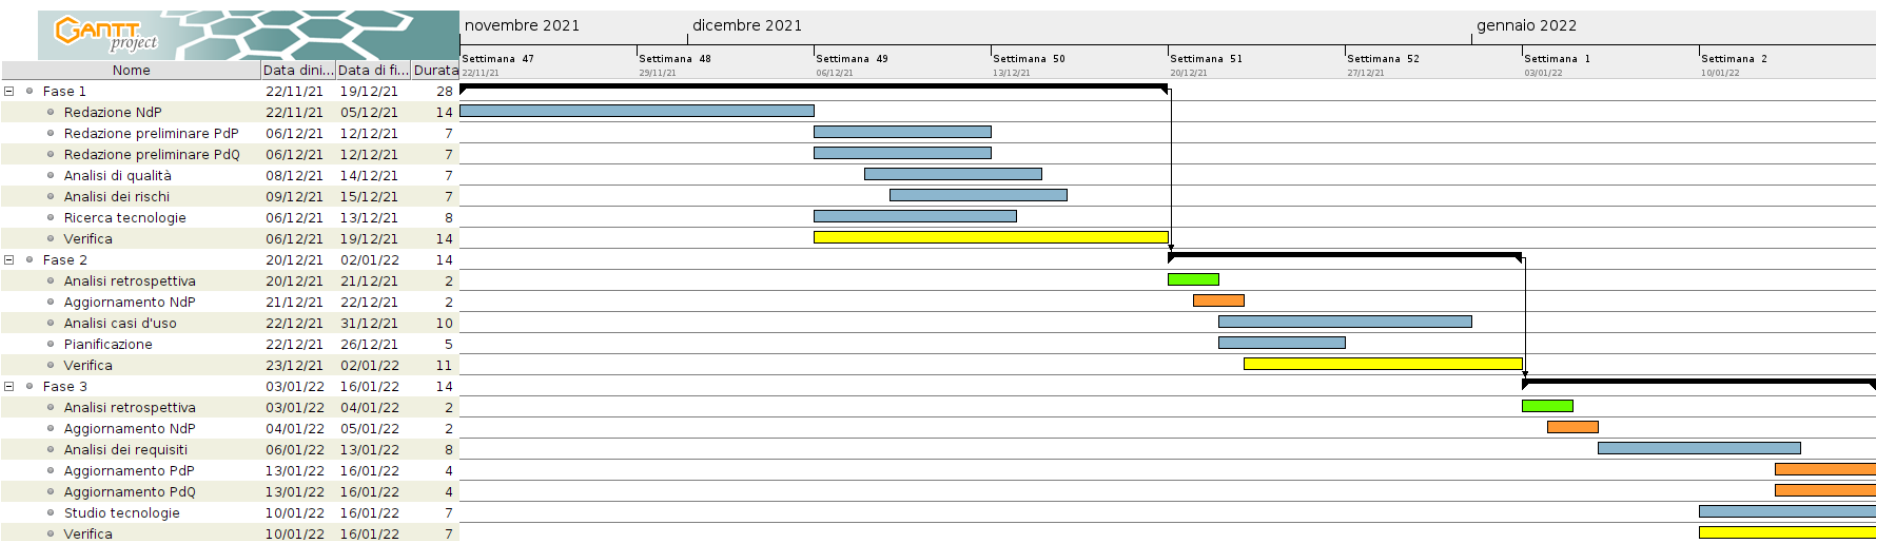 GANTT project
novembre 2021 dicembre 2021 gennaio 2022
Settimana 47 Settimana 48 Settimana 49 Settimana 50 Settimana 51 Settimana 52 Settimana 1 Settimana 2
22/11/21 29/11/21 06/12/21 13/12/21 20/12/21 27/12/21 03/01/22 10/01/22
Nome Data dini... Data di fi... Durata
Fase 1 22/11/21 19/12/21 28
Redazione NdP 22/11/21 05/12/21 14
Redazione preliminare PdP 06/12/21 12/12/21 7
Redazione preliminare PdQ 06/12/21 12/12/21 7
Analisi di qualità 08/12/21 14/12/21 7
Analisi dei rischi 09/12/21 15/12/21 7
Ricerca tecnologie 06/12/21 13/12/21 8
Verifica 06/12/21 19/12/21 14
Fase 2 20/12/21 02/01/22 14
Analisi retrospettiva 20/12/21 21/12/21 2
Aggiornamento NdP 21/12/21 22/12/21 2
Analisi casi d'uso 22/12/21 31/12/21 10
Pianificazione 22/12/21 26/12/21 5
Verifica 23/12/21 02/01/22 11
Fase 3 03/01/22 16/01/22 14
Analisi retrospettiva 03/01/22 04/01/22 2
Aggiornamento NdP 04/01/22 05/01/22 2
Analisi dei requisiti 06/01/22 13/01/22 8
Aggiornamento PdP 13/01/22 16/01/22 4
Aggiornamento PdQ 13/01/22 16/01/22 4
Studio tecnologie 10/01/22 16/01/22 7
Verifica 10/01/22 16/01/22 7